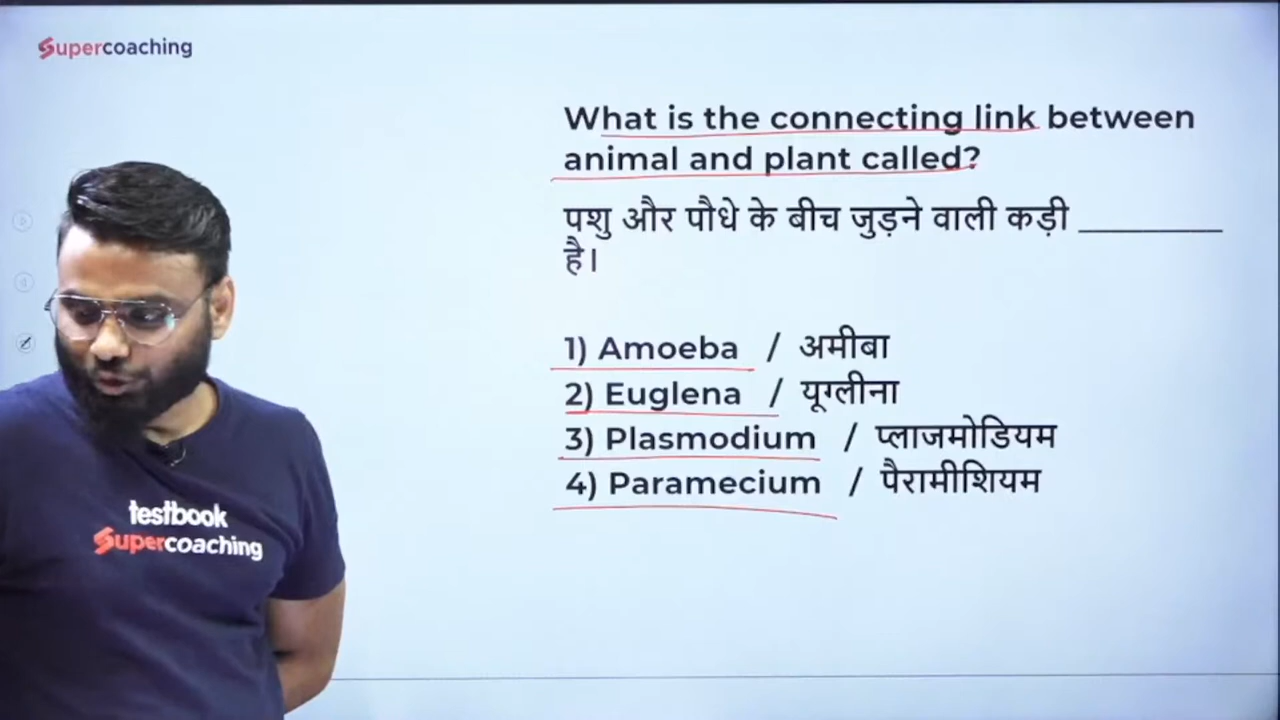 Supercoaching
What is the connecting link between
animal and plant called?
पशु और पौधे के बीच जुड़ने वाली कड़ी _________
है।
1) Amoeba / अमीबा
2) Euglena / यूग्लीना
3) Plasmodium / प्लाजमोडियम
4) Paramecium / पैरामीशियम
testbook
Supercoaching